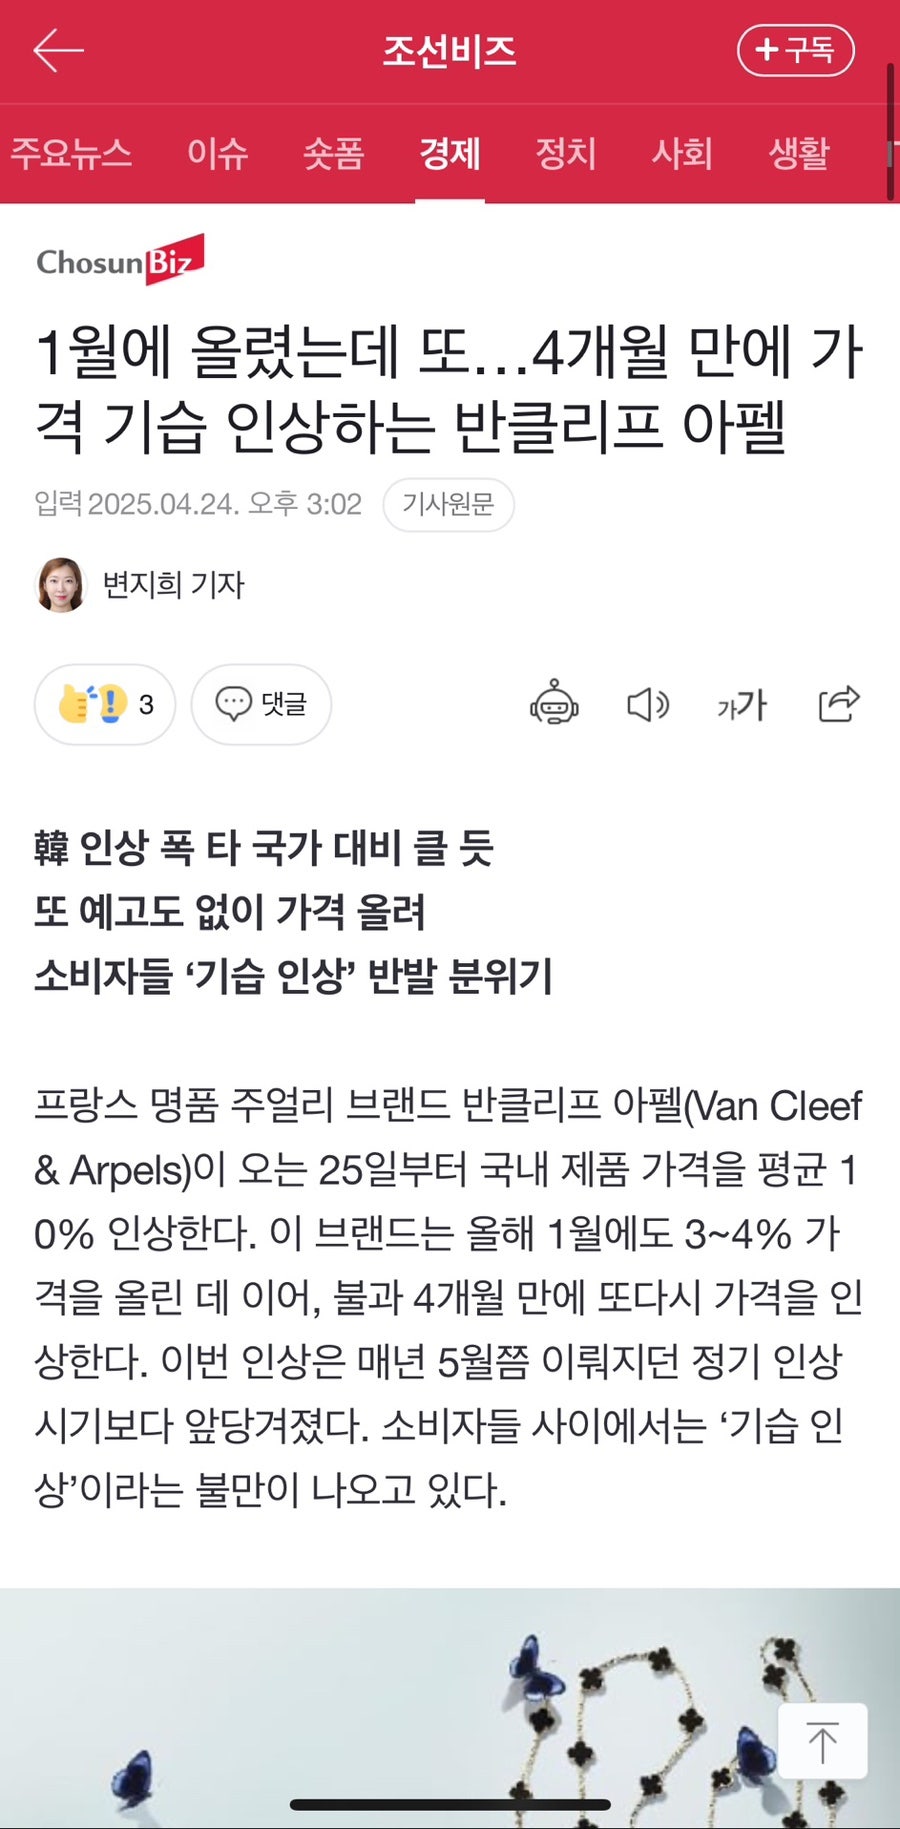 조선비즈
+ 구독
주요뉴스 이슈 숏폼 경제 정치 사회 생활
ChosunBiz
1월에 올렸는데 또…4개월 만에 가
격 기습 인상하는 반클리프 아펠
입력 2025.04.24. 오후 3:02 기사원문
변지희 기자
3 댓글 가가
韓 인상 폭 타 국가 대비 클 듯
또 예고도 없이 가격 올려
소비자들 ‘기습 인상’ 반발 분위기
프랑스 명품 주얼리 브랜드 반클리프 아펠(Van Cleef
& Arpels)이 오는 25일부터 국내 제품 가격을 평균 1
0% 인상한다. 이 브랜드는 올해 1월에도 3~4% 가
격을 올린 데 이어, 불과 4개월 만에 또다시 가격을 인
상한다. 이번 인상은 매년 5월쯤 이뤄지던 정기 인상
시기보다 앞당겨졌다. 소비자들 사이에서는 ‘기습 인
상’이라는 불만이 나오고 있다.